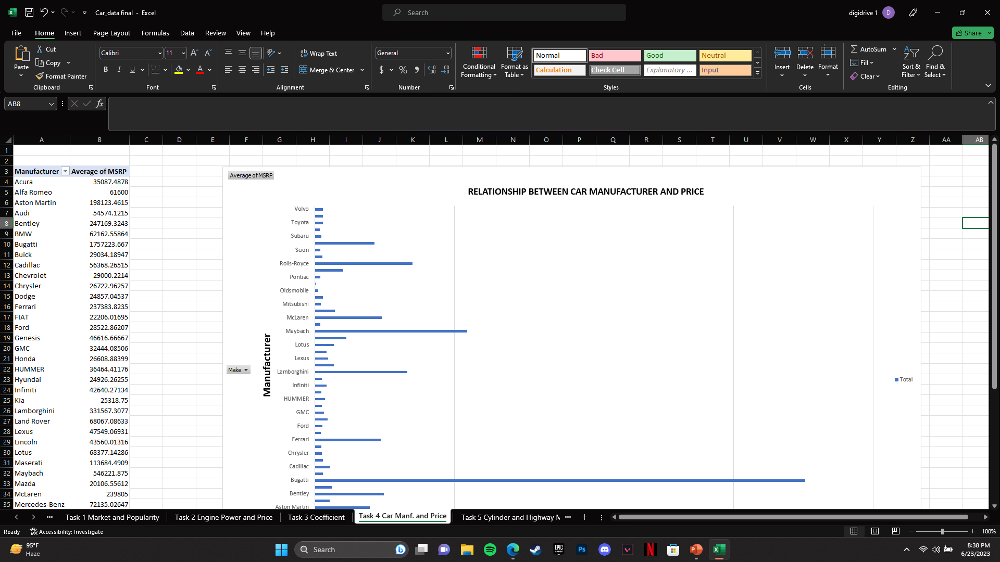 Car_data final - Excel
Search
digidrive 1
D
File Home Insert Page Layout Formulas Data Review View Help
Share
Paste
Cut
Copy
Format Painter
Clipboard
Calibri 11
B I U
Font
Wrap Text
Merge & Center
Alignment
General
$ % 9
Number
Conditional Formatting
Format as Table
Normal Bad Good Neutral
Calculation Check Cell Explanatory ... Input
Styles
Insert Delete Format
Cells
AutoSum
Fill
Clear
Sort & Filter
Find & Select
Editing
AB8
fx
A B C D E F G H I J K L M N O P Q R S T U V W X Y Z AA AB
1
2
3 Manufacturer Average of MSRP
4 Acura 35087.4878
5 Alfa Romeo 61600
6 Aston Martin 198123.4615
7 Audi 54574.1215
8 Bentley 247169.3243
9 BMW 62162.55864
10 Bugatti 1757223.667
11 Buick 29034.18947
12 Cadillac 56368.26515
13 Chevrolet 29000.2214
14 Chrysler 26722.96257
15 Dodge 24857.04537
16 Ferrari 237383.8235
17 FIAT 22206.01695
18 Ford 28522.86207
19 Genesis 46616.66667
20 GMC 32444.08506
21 Honda 26608.88399
22 HUMMER 36464.41176
23 Hyundai 24926.26255
24 Infiniti 42640.27134
25 Kia 25318.75
26 Lamborghini 331567.3077
27 Land Rover 68067.08633
28 Lexus 47549.06931
29 Lincoln 43560.01316
30 Lotus 68377.14286
31 Maserati 113684.4909
32 Maybach 546221.875
33 Mazda 20106.55612
34 McLaren 239805
35 Mercedes-Benz 72135.02647
Average of MSRP
RELATIONSHIP BETWEEN CAR MANUFACTURER AND PRICE
Manufacturer
Make
Volvo
Toyota
Subaru
Scion
Rolls-Royce
Pontiac
Oldsmobile
Mitsubishi
McLaren
Maybach
Lotus
Lexus
Lamborghini
Infiniti
HUMMER
GMC
Ford
Ferrari
Chrysler
Cadillac
Bugatti
Bentley
Aston Martin
Total
... Task 1 Market and Popularity Task 2 Engine Power and Price Task 3 Coefficient Task 4 Car Manf. and Price Task 5 Cylinder and Highway M ...
Ready Accessibility: Investigate
100%
95°F
Haze
Search
EPIC GAMES
Ps
8:38 PM
6/23/2023